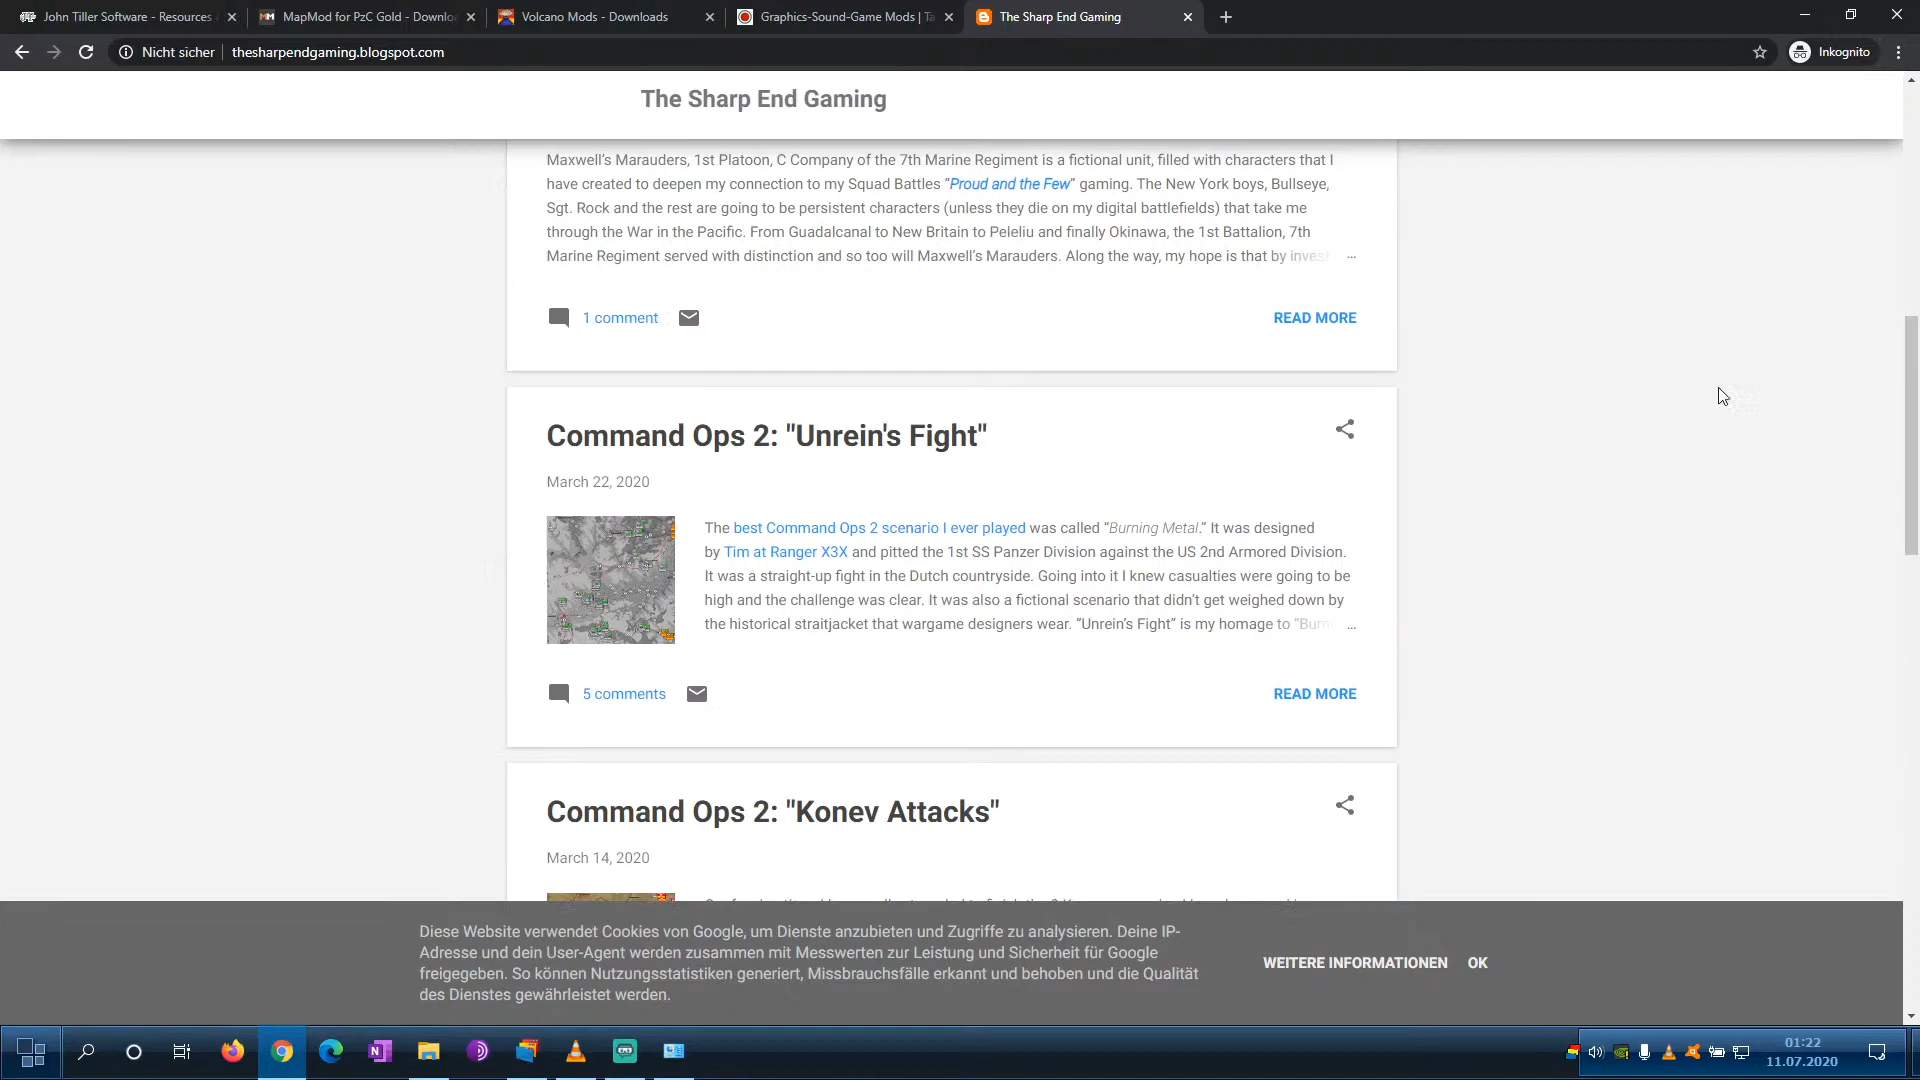 John Tiller Software - Resources
MapMod for PzC Gold - Downlo
Volcano Mods - Downloads
Graphics-Sound-Game Mods | Ta
The Sharp End Gaming
Nicht sicher
thesharpendgaming.blogspot.com
Inkognito
The Sharp End Gaming
Maxwell's Marauders, 1st Platoon, C Company of the 7th Marine Regiment is a fictional unit, filled with characters that I
have created to deepen my connection to my Squad Battles “Proud and the Few” gaming. The New York boys, Bullseye,
Sgt. Rock and the rest are going to be persistent characters (unless they die on my digital battlefields) that take me
through the War in the Pacific. From Guadalcanal to New Britain to Peleliu and finally Okinawa, the 1st Battalion, 7th
Marine Regiment served with distinction and so too will Maxwell's Marauders. Along the way, my hope is that by invest ...
1 comment
READ MORE
Command Ops 2: "Unrein's Fight"
March 22, 2020
The best Command Ops 2 scenario I ever played was called “Burning Metal.” It was designed
by Tim at Ranger X3X and pitted the 1st SS Panzer Division against the US 2nd Armored Division.
It was a straight-up fight in the Dutch countryside. Going into it I knew casualties were going to be
high and the challenge was clear. It was also a fictional scenario that didn't get weighed down by
the historical straitjacket that wargame designers wear. “Unrein's Fight” is my homage to “Burn ...
5 comments
READ MORE
Command Ops 2: "Konev Attacks"
March 14, 2020
Diese Website verwendet Cookies von Google, um Dienste anzubieten und Zugriffe zu analysieren. Deine IP-
Adresse und dein User-Agent werden zusammen mit Messwerten zur Leistung und Sicherheit für Google
freigegeben. So können Nutzungsstatistiken generiert, Missbrauchsfälle erkannt und behoben und die Qualität
des Dienstes gewährleistet werden.
WEITERE INFORMATIONEN
OK
01:22
11.07.2020